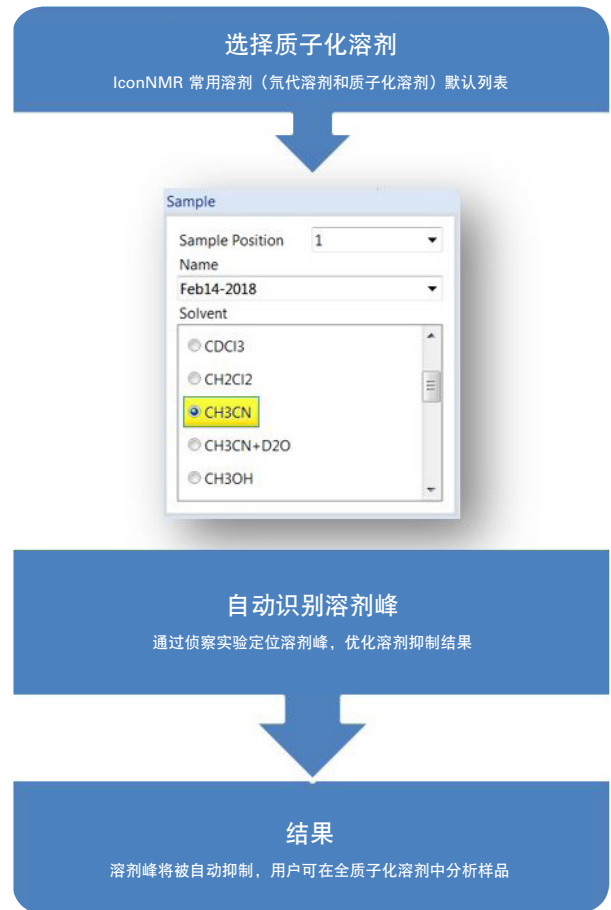 选择质子化溶剂
IconNMR 常用溶剂（氘代溶剂和质子化溶剂）默认列表
Sample
Sample Position 1
Name
Feb14-2018
Solvent
CDCl3
CH2Cl2
CH3CN
CH3CN+D2O
CH3OH
自动识别溶剂峰
通过侦察实验定位溶剂峰，优化溶剂抑制结果
结果
溶剂峰将被自动抑制，用户可在全质子化溶剂中分析样品